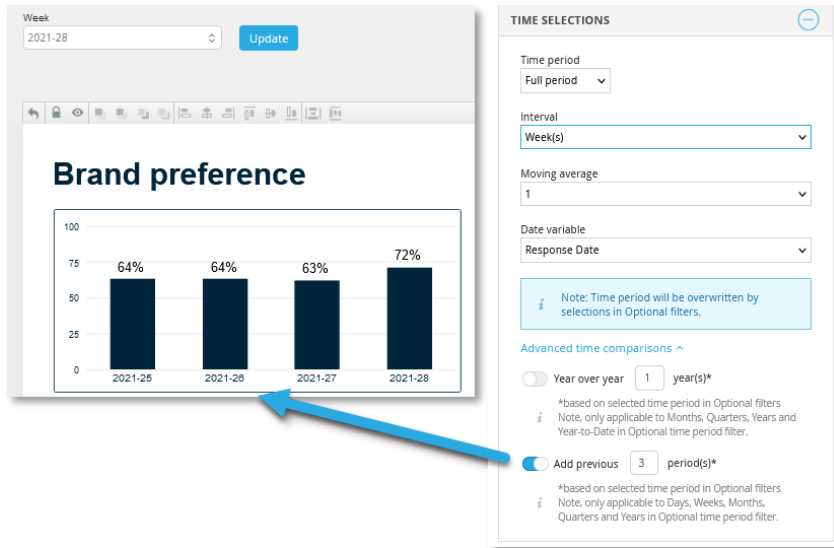 Week
2021-28
Update
Brand preference
100
75
50
25
0
64%
64%
63%
72%
2021-25
2021-26
2021-27
2021-28
TIME SELECTIONS
Time period
Full period
Interval
Week(s)
Moving average
1
Date variable
Response Date
i
Note: Time period will be overwritten by
selections in Optional filters.
Advanced time comparisons
Year over year 1 year(s)*
*based on selected time period in Optional filters
i Note, only applicable to Months, Quarters, Years and
Year-to-Date in Optional time period filter.
Add previous 3 period(s)*
*based on selected time period in Optional filters
i Note, only applicable to Days, Weeks, Months,
Quarters and Years in Optional time period filter.